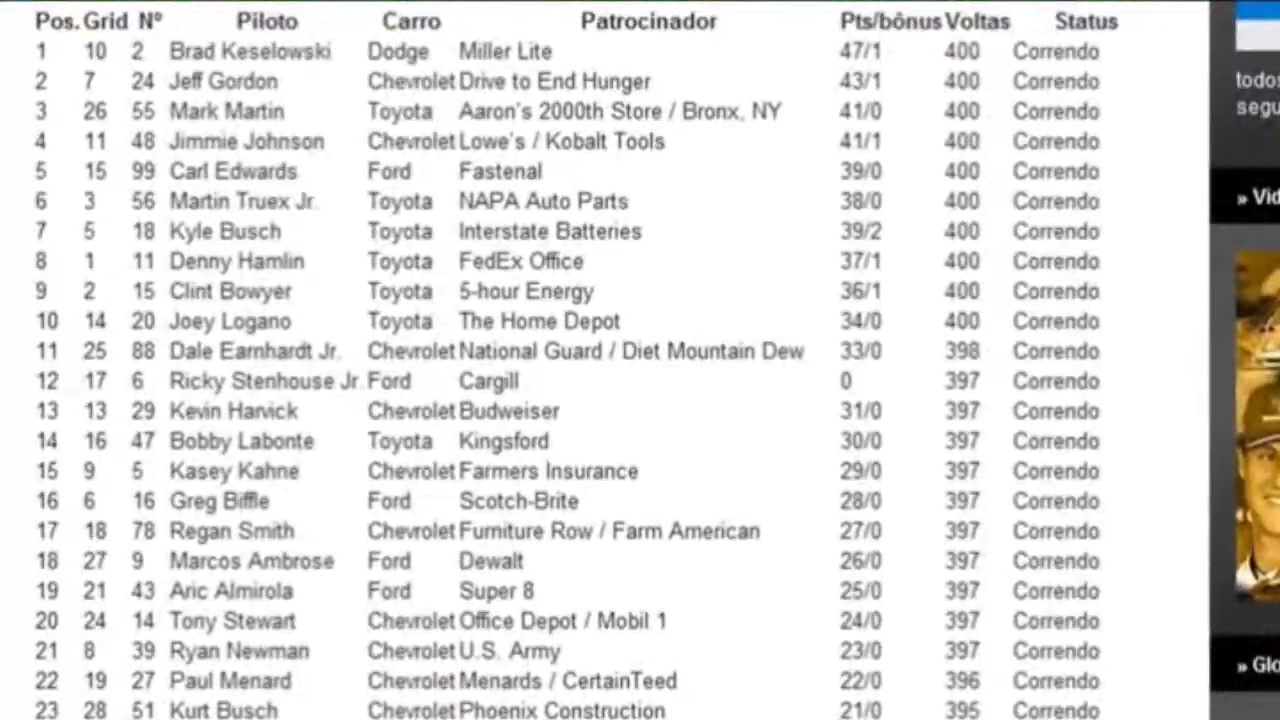 Pos. Grid Nº Piloto Carro Patrocinador Pts/bônus Voltas Status
1 10 2 Brad Keselowski Dodge Miller Lite 47/1 400 Correndo
2 7 24 Jeff Gordon Chevrolet Drive to End Hunger 43/1 400 Correndo
3 26 55 Mark Martin Toyota Aaron's 2000th Store / Bronx, NY 41/0 400 Correndo
4 11 48 Jimmie Johnson Chevrolet Lowe's / Kobalt Tools 41/1 400 Correndo
5 15 99 Carl Edwards Ford Fastenal 39/0 400 Correndo
6 3 56 Martin Truex Jr. Toyota NAPA Auto Parts 38/0 400 Correndo
7 5 18 Kyle Busch Toyota Interstate Batteries 39/2 400 Correndo
8 1 11 Denny Hamlin Toyota FedEx Office 37/1 400 Correndo
9 2 15 Clint Bowyer Toyota 5-hour Energy 36/1 400 Correndo
10 14 20 Joey Logano Toyota The Home Depot 34/0 400 Correndo
11 25 88 Dale Earnhardt Jr. Chevrolet National Guard / Diet Mountain Dew 33/0 398 Correndo
12 17 6 Ricky Stenhouse Jr. Ford Cargill 0 397 Correndo
13 13 29 Kevin Harvick Chevrolet Budweiser 31/0 397 Correndo
14 16 47 Bobby Labonte Toyota Kingsford 30/0 397 Correndo
15 9 5 Kasey Kahne Chevrolet Farmers Insurance 29/0 397 Correndo
16 6 16 Greg Biffle Ford Scotch-Brite 28/0 397 Correndo
17 18 78 Regan Smith Chevrolet Furniture Row / Farm American 27/0 397 Correndo
18 27 9 Marcos Ambrose Ford Dewalt 26/0 397 Correndo
19 21 43 Aric Almirola Ford Super 8 25/0 397 Correndo
20 24 14 Tony Stewart Chevrolet Office Depot / Mobil 1 24/0 397 Correndo
21 8 39 Ryan Newman Chevrolet U.S. Army 23/0 397 Correndo
22 19 27 Paul Menard Chevrolet Menards / CertainTeed 22/0 396 Correndo
23 28 51 Kurt Busch Chevrolet Phoenix Construction 21/0 395 Correndo
todos
segu
» Vid
» Glo